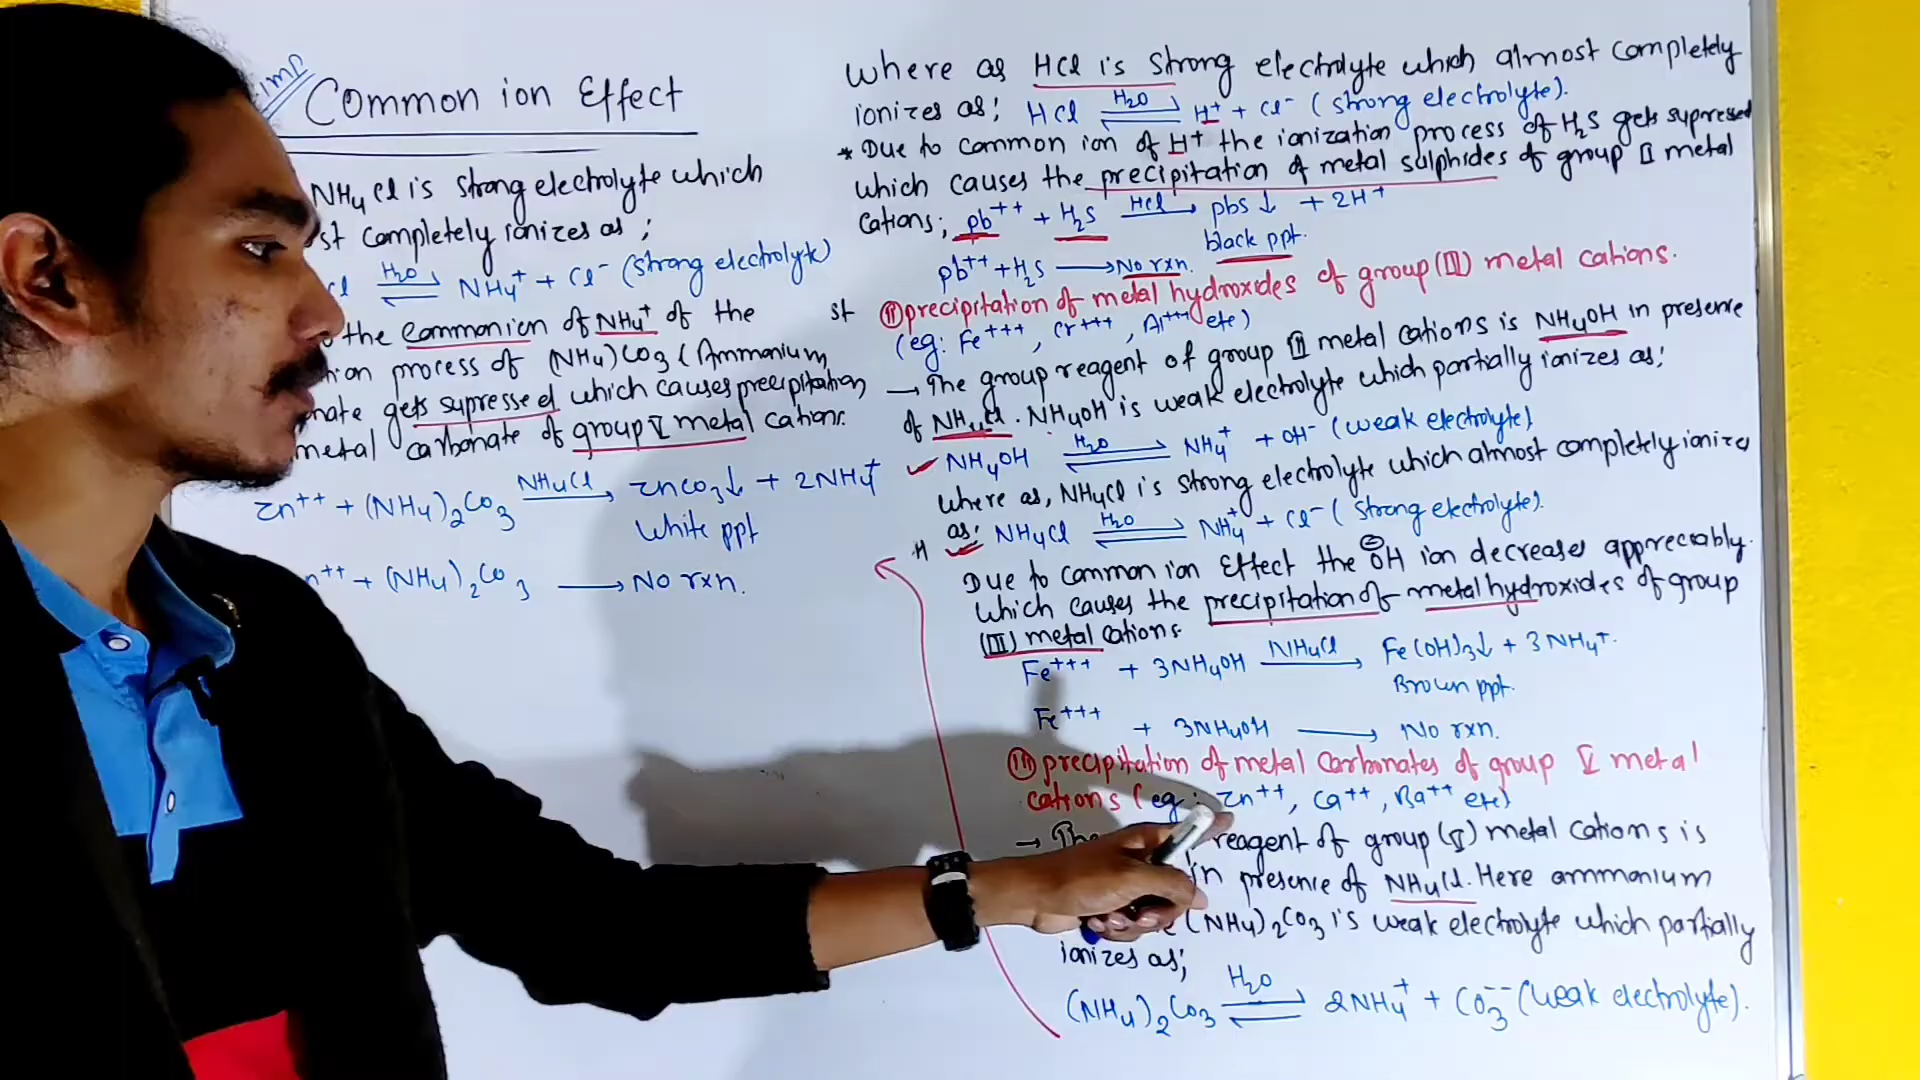 imp
Common ion Effect
NH4Cl is strong electrolyte which
st completely ionizes as ;
cl H2O ⇌ NH4+ + Cl- (strong electrolyte)
the common ion of NH4+ of the
ion process of (NH4)CO3 (Ammonium
nate gets supressed which causes precipitation
metal carbonate of group V metal cations.
Zn++ + (NH4)2CO3 NH4Cl → ZnCO3↓ + 2NH4+
White ppt
n++ + (NH4)2CO3 → No rxn.
where as HCl is strong electrolyte which almost completely
ionizes as; HCl H2O ⇌ H+ + Cl- (strong electrolyte).
* Due to common ion of H+ the ionization process of H2S gets supressed
which causes the precipitation of metal sulphides of group II metal
Cations; pb++ + H2S HCl → pbs↓ + 2H+
black ppt.
pb++ + H2S → No rxn.
st
(ii) precipitation of metal hydroxides of group (III) metal cations.
(eg: Fe+++, Cr+++, Al+++ etc)
→ The group reagent of group III metal cations is NH4OH in presence
of NH4Cl. NH4OH is weak electrolyte which partially ionizes as;
NH4OH H2O ⇌ NH4+ + OH- (weak electrolyte)
where as, NH4Cl is strong electrolyte which almost completely ionizes
as; NH4Cl H2O ⇌ NH4+ + Cl- (strong electrolyte).
Due to common ion Effect the OH⊖ ion decreases appreciably.
which causes the precipitation of metal hydroxides of group
(III) metal cations.
Fe+++ + 3NH4OH NH4Cl → Fe(OH)3↓ + 3NH4+.
Brown ppt.
Fe+++ + 3NH4OH → No rxn.
(iii) precipitation of metal Carbonates of group V metal
cations (eg: Zn++, Ca++, Ba++ etc)
→ The reagent of group (V) metal cations is
in presence of NH4Cl. Here ammonium
(NH4)2CO3 is weak electrolyte which partially
ionizes as;
(NH4)2CO3 H2O ⇌ 2NH4+ + CO3-- (Weak electrolyte).